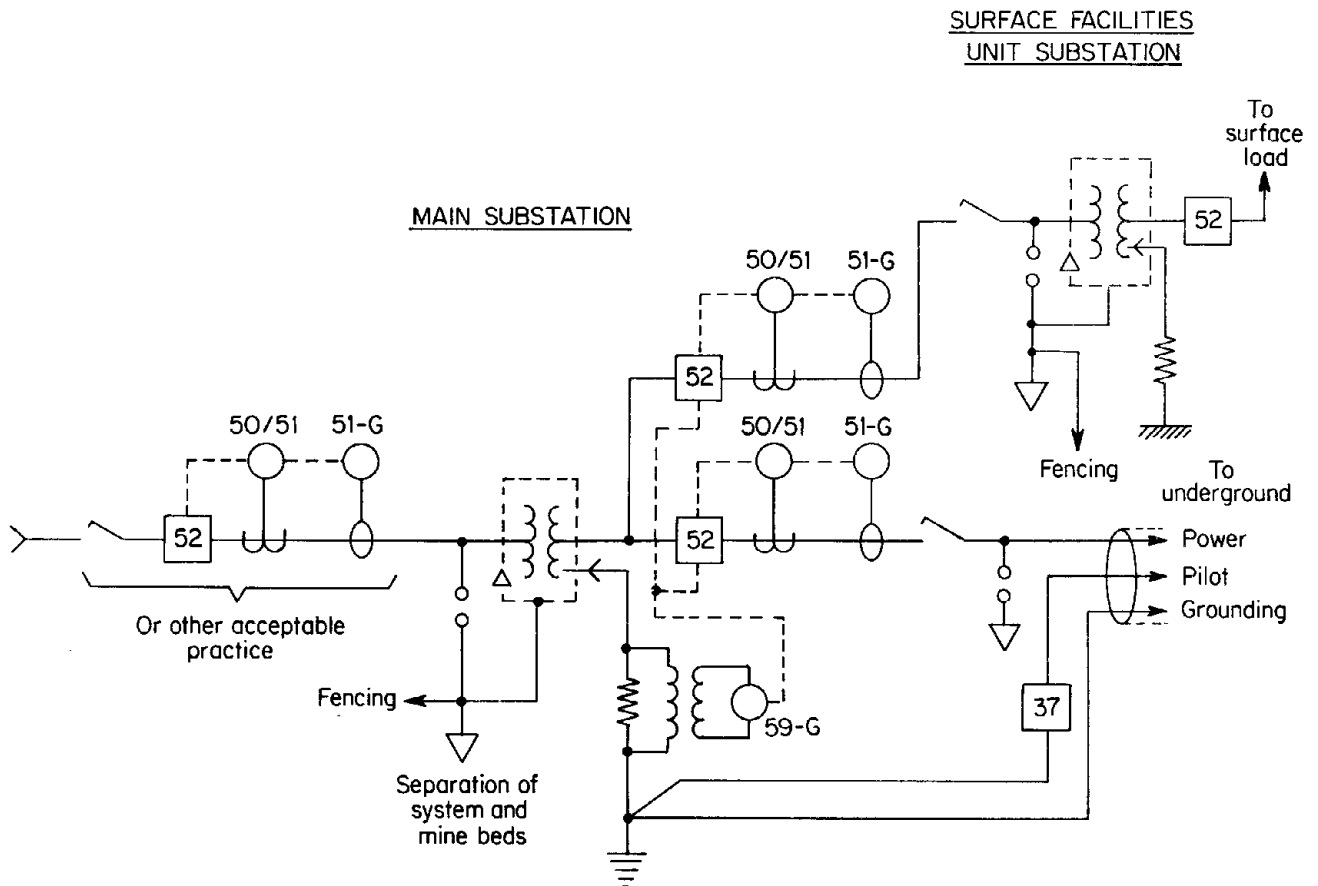 SURFACE FACILITIES
UNIT SUBSTATION
To
surface
load
MAIN SUBSTATION
52
50/51
51-G
52
50/51
51-G
50/51
51-G
Fencing
To
underground
52
52
Power
Pilot
Grounding
Or other acceptable
practice
Fencing
59-G
37
Separation of
system and
mine beds